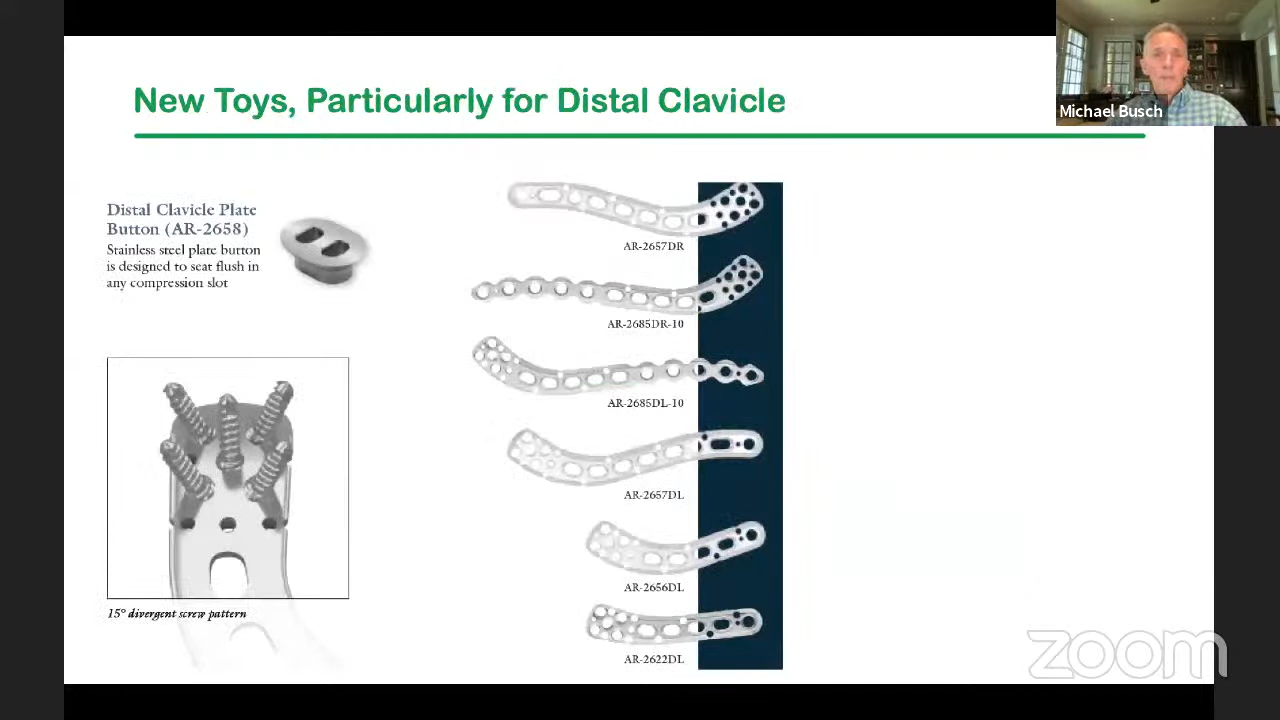 New Toys, Particularly for Distal Clavicle
Michael Busch
Distal Clavicle Plate
Button (AR-2658)
Stainless steel plate button
is designed to seat flush in
any compression slot
15° divergent screw pattern
AR-2657DR
AR-2685DR-10
AR-2685DL-10
AR-2657DL
AR-2656DL
AR-2622DL
zoom